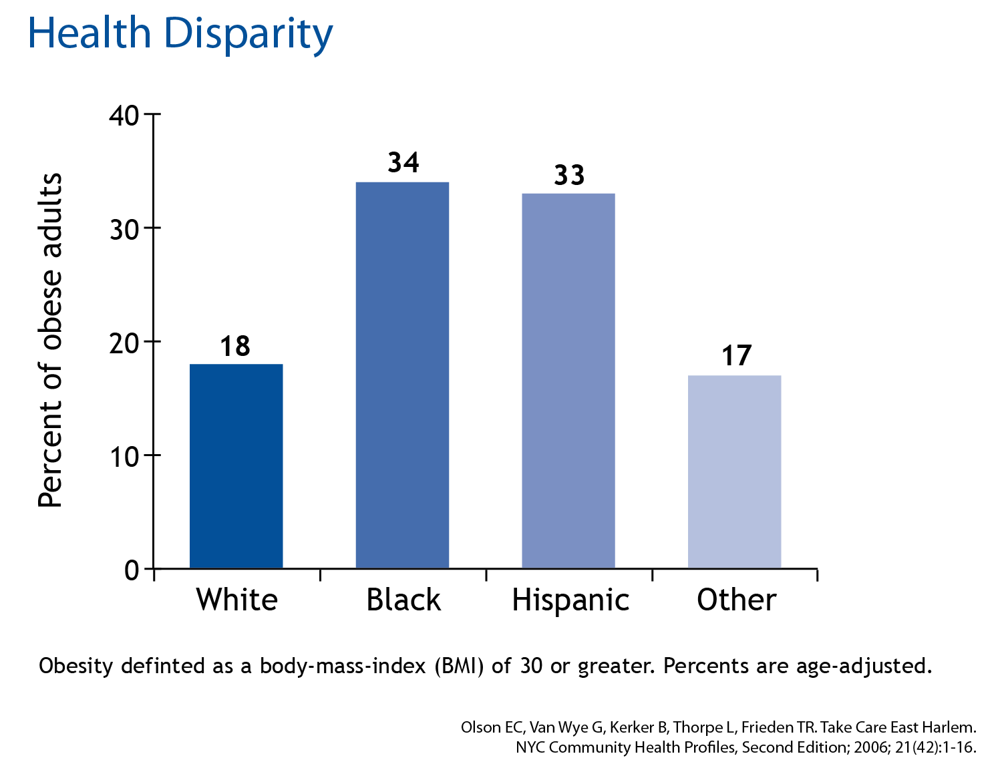 Health Disparity
40
30
20
10
0
Percent of obese adults
18
34
33
17
White
Black
Hispanic
Other
Obesity definted as a body-mass-index (BMI) of 30 or greater. Percents are age-adjusted.
Olson EC, Van Wye G, Kerker B, Thorpe L, Frieden TR. Take Care East Harlem.
NYC Community Health Profiles, Second Edition; 2006; 21(42):1-16.